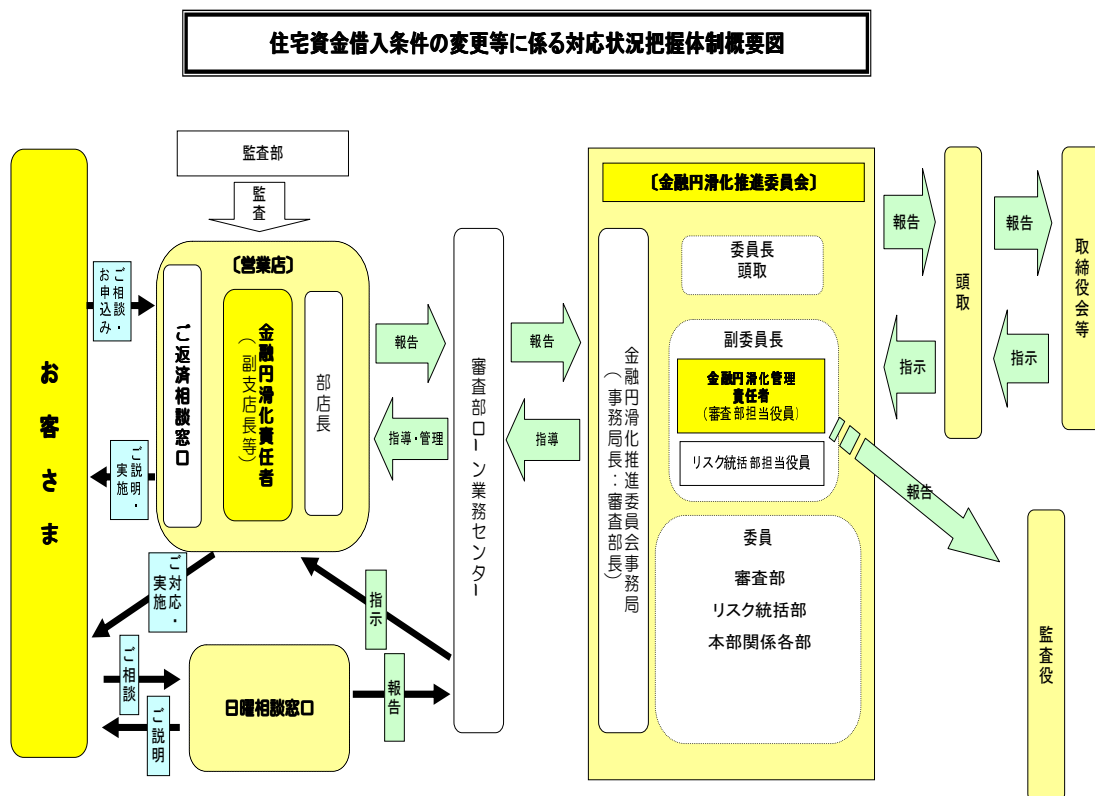 住宅資金借入条件の変更等に係る対応状況把握体制概要図
監査部
監査
お客さま
ご相談・
お申込み
ご説明・
実施
〔営業店〕
ご返済相談窓口
金融円滑化責任者
(副支店長等)
部店長
報告
指導・管理
ご対応・
実施
指示
ご相談
ご説明
日曜相談窓口
報告
審査部ローン業務センター
報告
指導
〔金融円滑化推進委員会〕
金融円滑化推進委員会事務局
(事務局長:審査部長)
委員長
頭取
副委員長
金融円滑化管理
責任者
(審査部担当役員)
リスク統括部担当役員
委員
審査部
リスク統括部
本部関係各部
報告
指示
報告
頭取
報告
指示
取締役会等
監査役